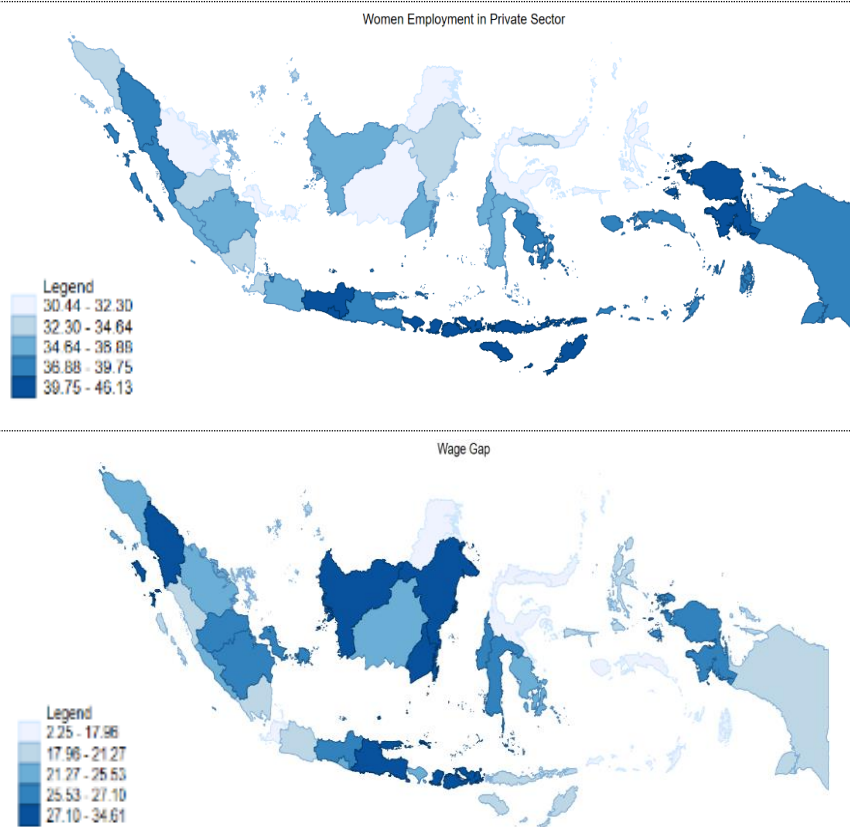 Women Employment in Private Sector
Legend
30.44 - 32.30
32.30 - 34.64
34.64 - 36.88
36.88 - 39.75
39.75 - 46.13
Wage Gap
Legend
2.25 - 17.96
17.96 - 21.27
21.27 - 25.53
25.53 - 27.10
27.10 - 34.61